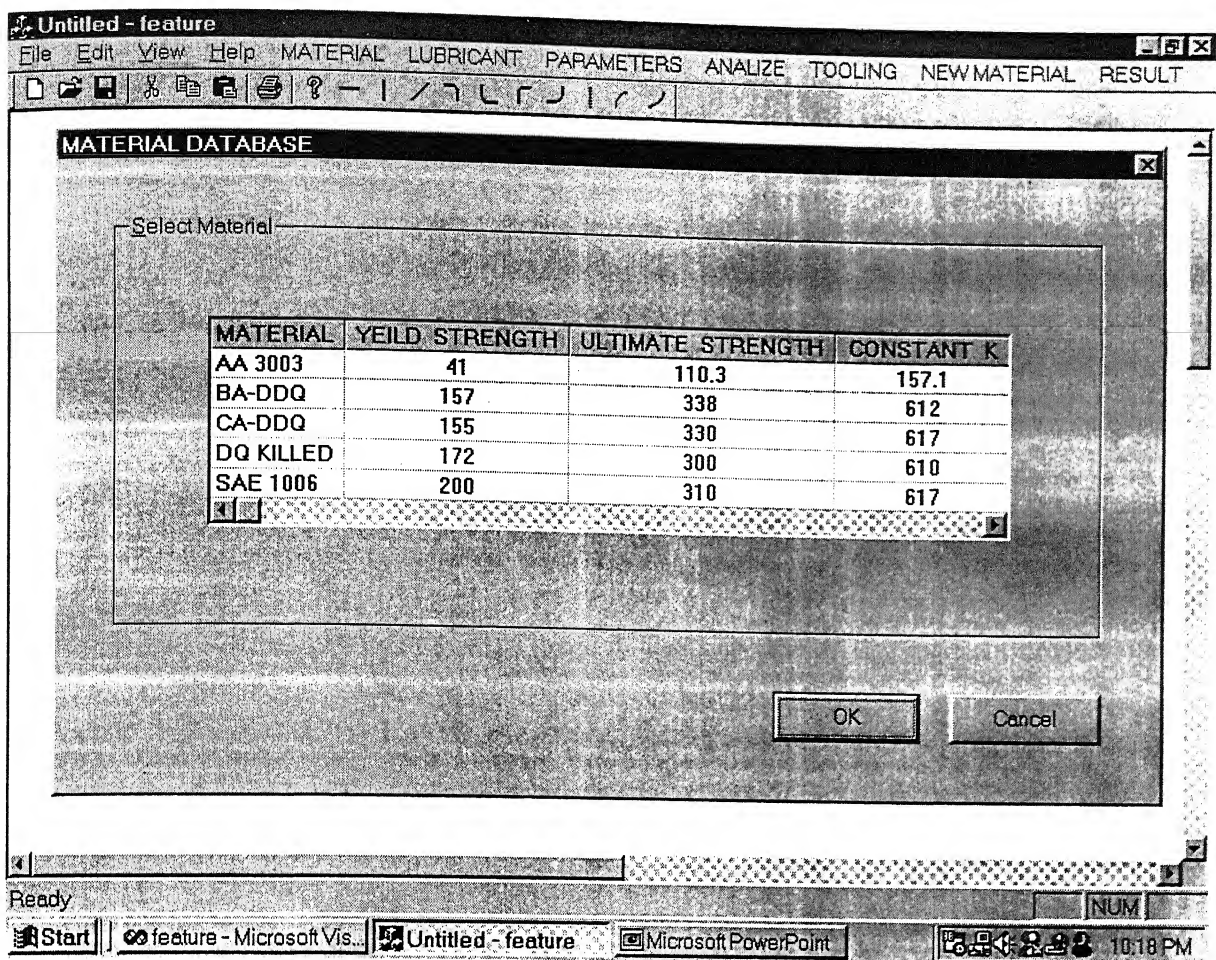 Untitled - feature
File Edit View Help MATERIAL LUBRICANT PARAMETERS ANALIZE TOOLING NEW MATERIAL RESULT
MATERIAL DATABASE
Select Material
MATERIAL YEILD STRENGTH ULTIMATE STRENGTH CONSTANT K
AA 3003 41 110.3 157.1
BA-DDQ 157 338 612
CA-DDQ 155 330 617
DQ KILLED 172 300 610
SAE 1006 200 310 617
OK Cancel
Ready NUM
Start feature - Microsoft Vis... Untitled - feature Microsoft PowerPoint 10:18 PM